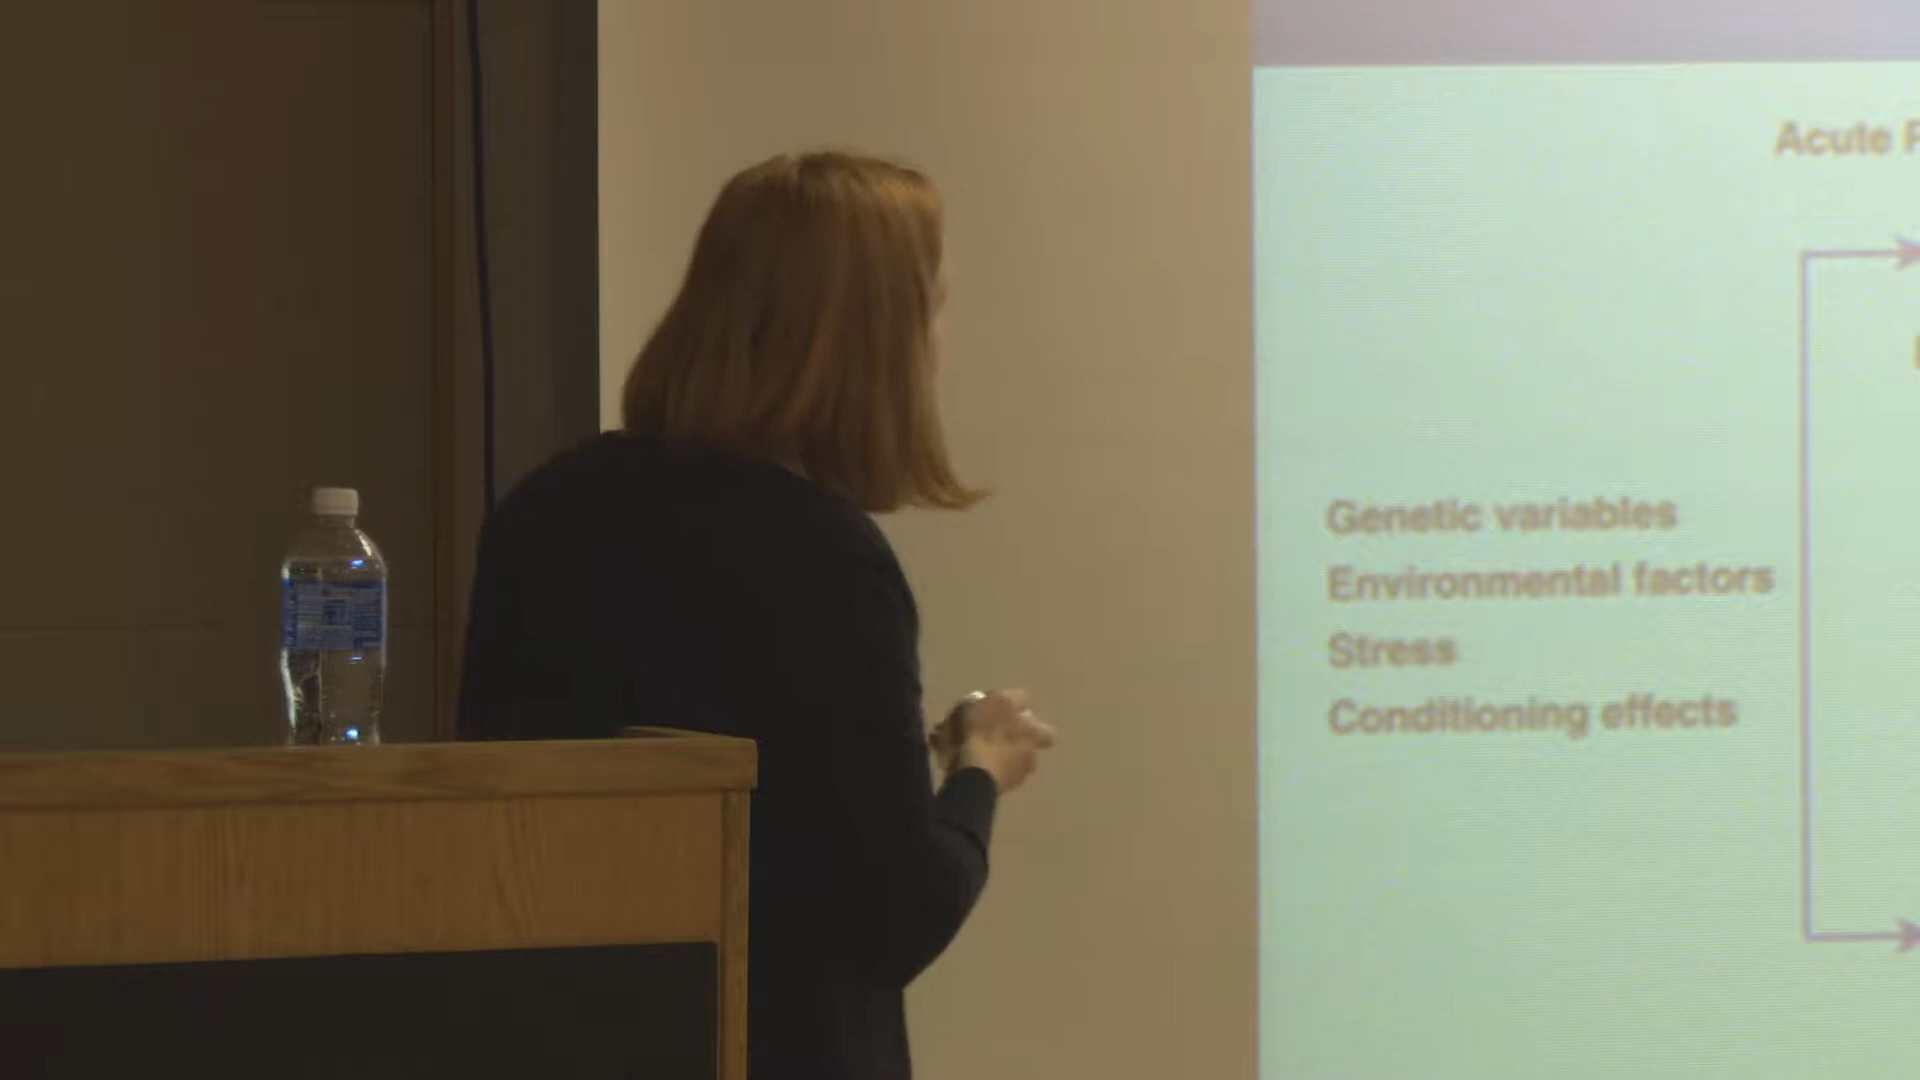 Acute
Genetic variables
Environmental factors
Stress
Conditioning effects